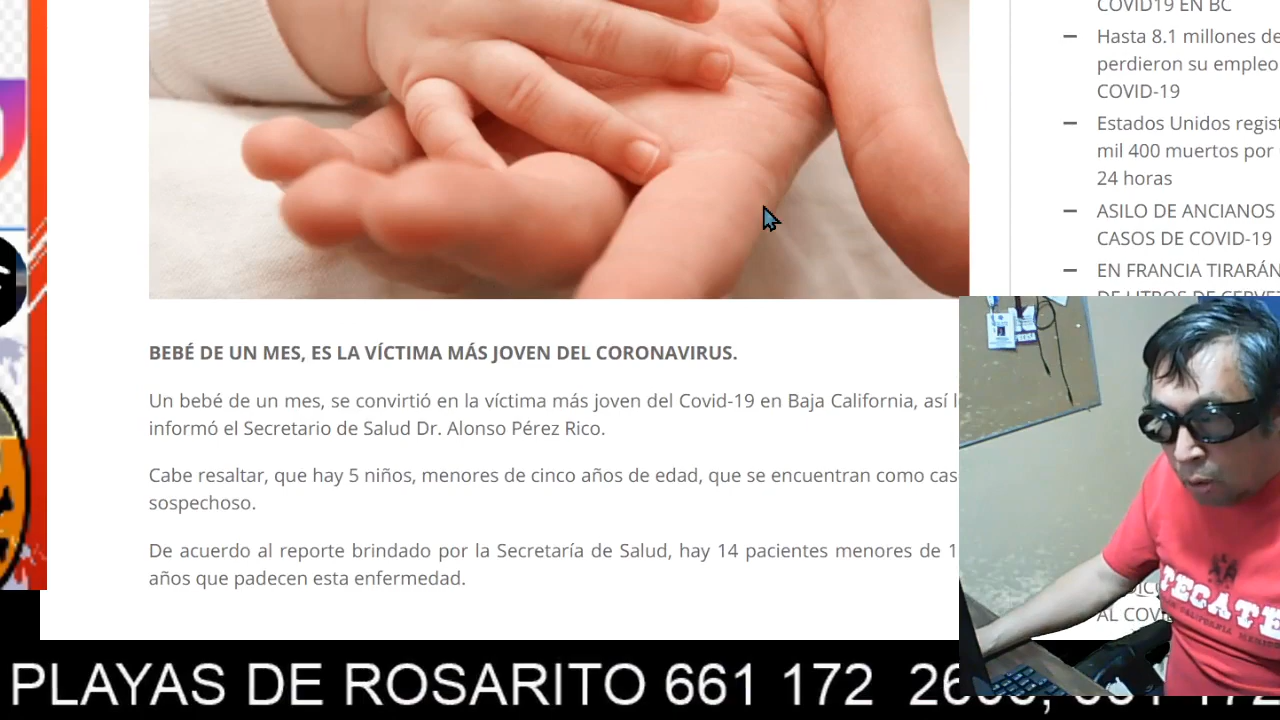 COVID19 EN BC
— Hasta 8.1 millones de
perdieron su empleo
COVID-19
— Estados Unidos regist
mil 400 muertos por
24 horas
— ASILO DE ANCIANOS
CASOS DE COVID-19
— EN FRANCIA TIRARÁN
DE LITROS DE CERVEZ
BEBÉ DE UN MES, ES LA VÍCTIMA MÁS JOVEN DEL CORONAVIRUS.
Un bebé de un mes, se convirtió en la víctima más joven del Covid-19 en Baja California, así l
informó el Secretario de Salud Dr. Alonso Pérez Rico.
Cabe resaltar, que hay 5 niños, menores de cinco años de edad, que se encuentran como cas
sospechoso.
De acuerdo al reporte brindado por la Secretaría de Salud, hay 14 pacientes menores de 1
años que padecen esta enfermedad.
AL COVI
TECATE
PLAYAS DE ROSARITO 661 172